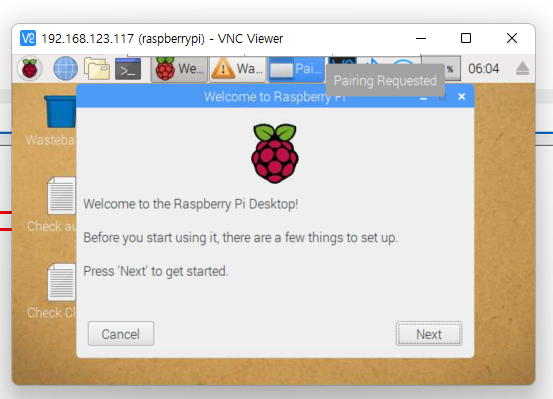 192.168.123.117 (raspberrypi) - VNC Viewer
We...
Wa...
Pai...
%
06:04
Pairing Requested
Welcome to Raspberry Pi
Wasteba
Welcome to the Raspberry Pi Desktop!
Check au
Before you start using it, there are a few things to set up.
Press 'Next' to get started.
Check C
Cancel
Next